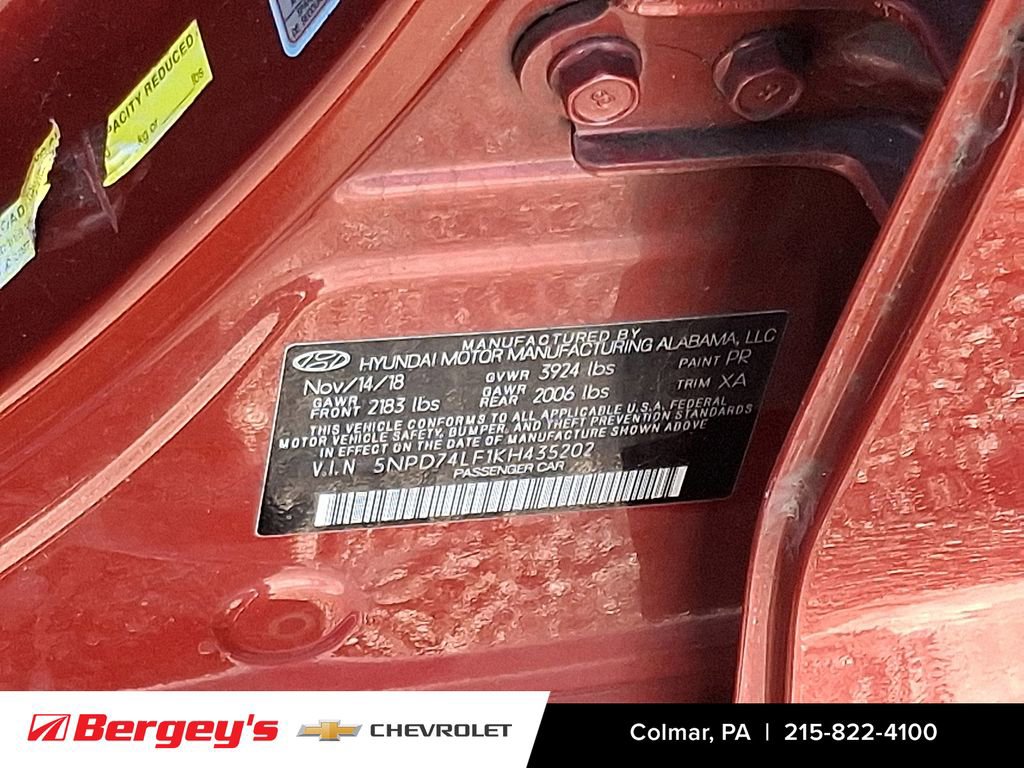 PACITY REDUCED
kg or lbs
MANUFACTURED BY
HYUNDAI MOTOR MANUFACTURING ALABAMA, LLC
Nov/14/18 GVWR 3924 lbs PAINT PR
GAWR FRONT 2183 lbs GAWR REAR 2006 lbs TRIM XA
THIS VEHICLE CONFORMS TO ALL APPLICABLE U.S.A. FEDERAL
MOTOR VEHICLE SAFETY, BUMPER, AND THEFT PREVENTION STANDARDS
IN EFFECT ON THE DATE OF MANUFACTURE SHOWN ABOVE
V.I.N 5NPD74LF1KH435202
PASSENGER CAR
Bergey's CHEVROLET Colmar, PA | 215-822-4100